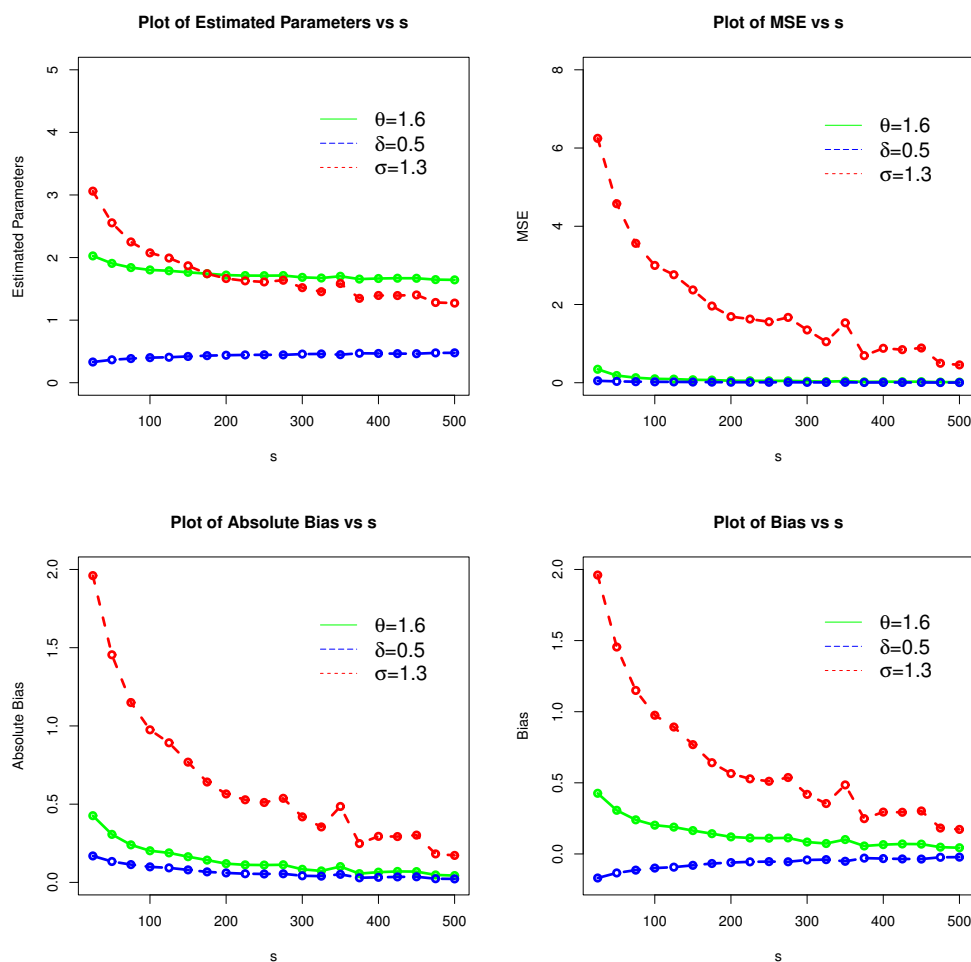 Plot of Estimated Parameters vs s
Estimated Parameters
5
4
3
2
1
0
θ=1.6
δ=0.5
σ=1.3
100 200 300 400 500
s
Plot of MSE vs s
MSE
8
6
4
2
0
θ=1.6
δ=0.5
σ=1.3
100 200 300 400 500
s
Plot of Absolute Bias vs s
Absolute Bias
2.0
1.5
1.0
0.5
0.0
θ=1.6
δ=0.5
σ=1.3
100 200 300 400 500
s
Plot of Bias vs s
Bias
2.0
1.5
1.0
0.5
0.0
θ=1.6
δ=0.5
σ=1.3
100 200 300 400 500
s